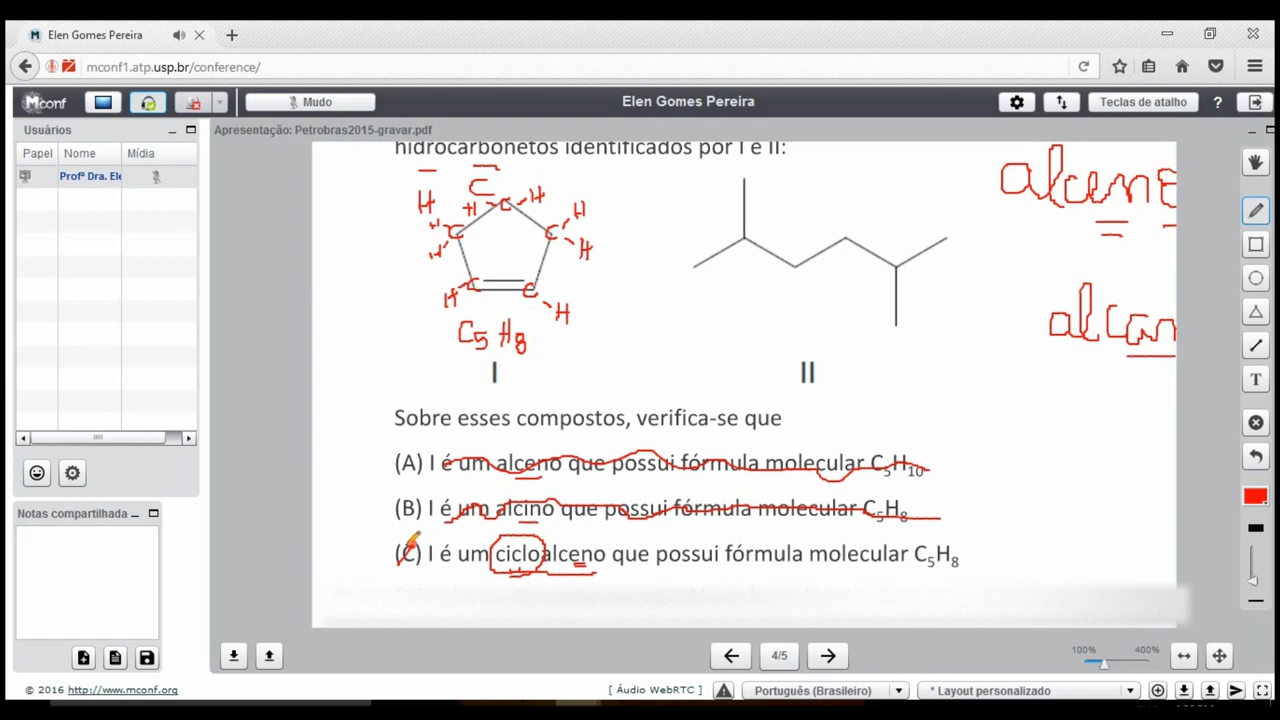 Elen Gomes Pereira
mconf1.atp.usp.br/conference/
Mconf
Mudo
Elen Gomes Pereira
Teclas de atalho
?
Usuários
Apresentação: Petrobras2015-gravar.pdf
Papel Nome Mídia
Profª Dra. Ele
hidrocarbonetos identificados por I e II:
alcen
H C
H C H
H C C H
H H
H C C H
C5 H8
alcan
I II
Sobre esses compostos, verifica-se que
(A) I é um alceno que possui fórmula molecular C5H10
(B) I é um alcino que possui fórmula molecular C5H8
(C) I é um cicloalceno que possui fórmula molecular C5H8
Notas compartilhada
T
4/5
100% 400%
© 2016 http://www.mconf.org
[ Áudio WebRTC ]
Português (Brasileiro)
* Layout personalizado